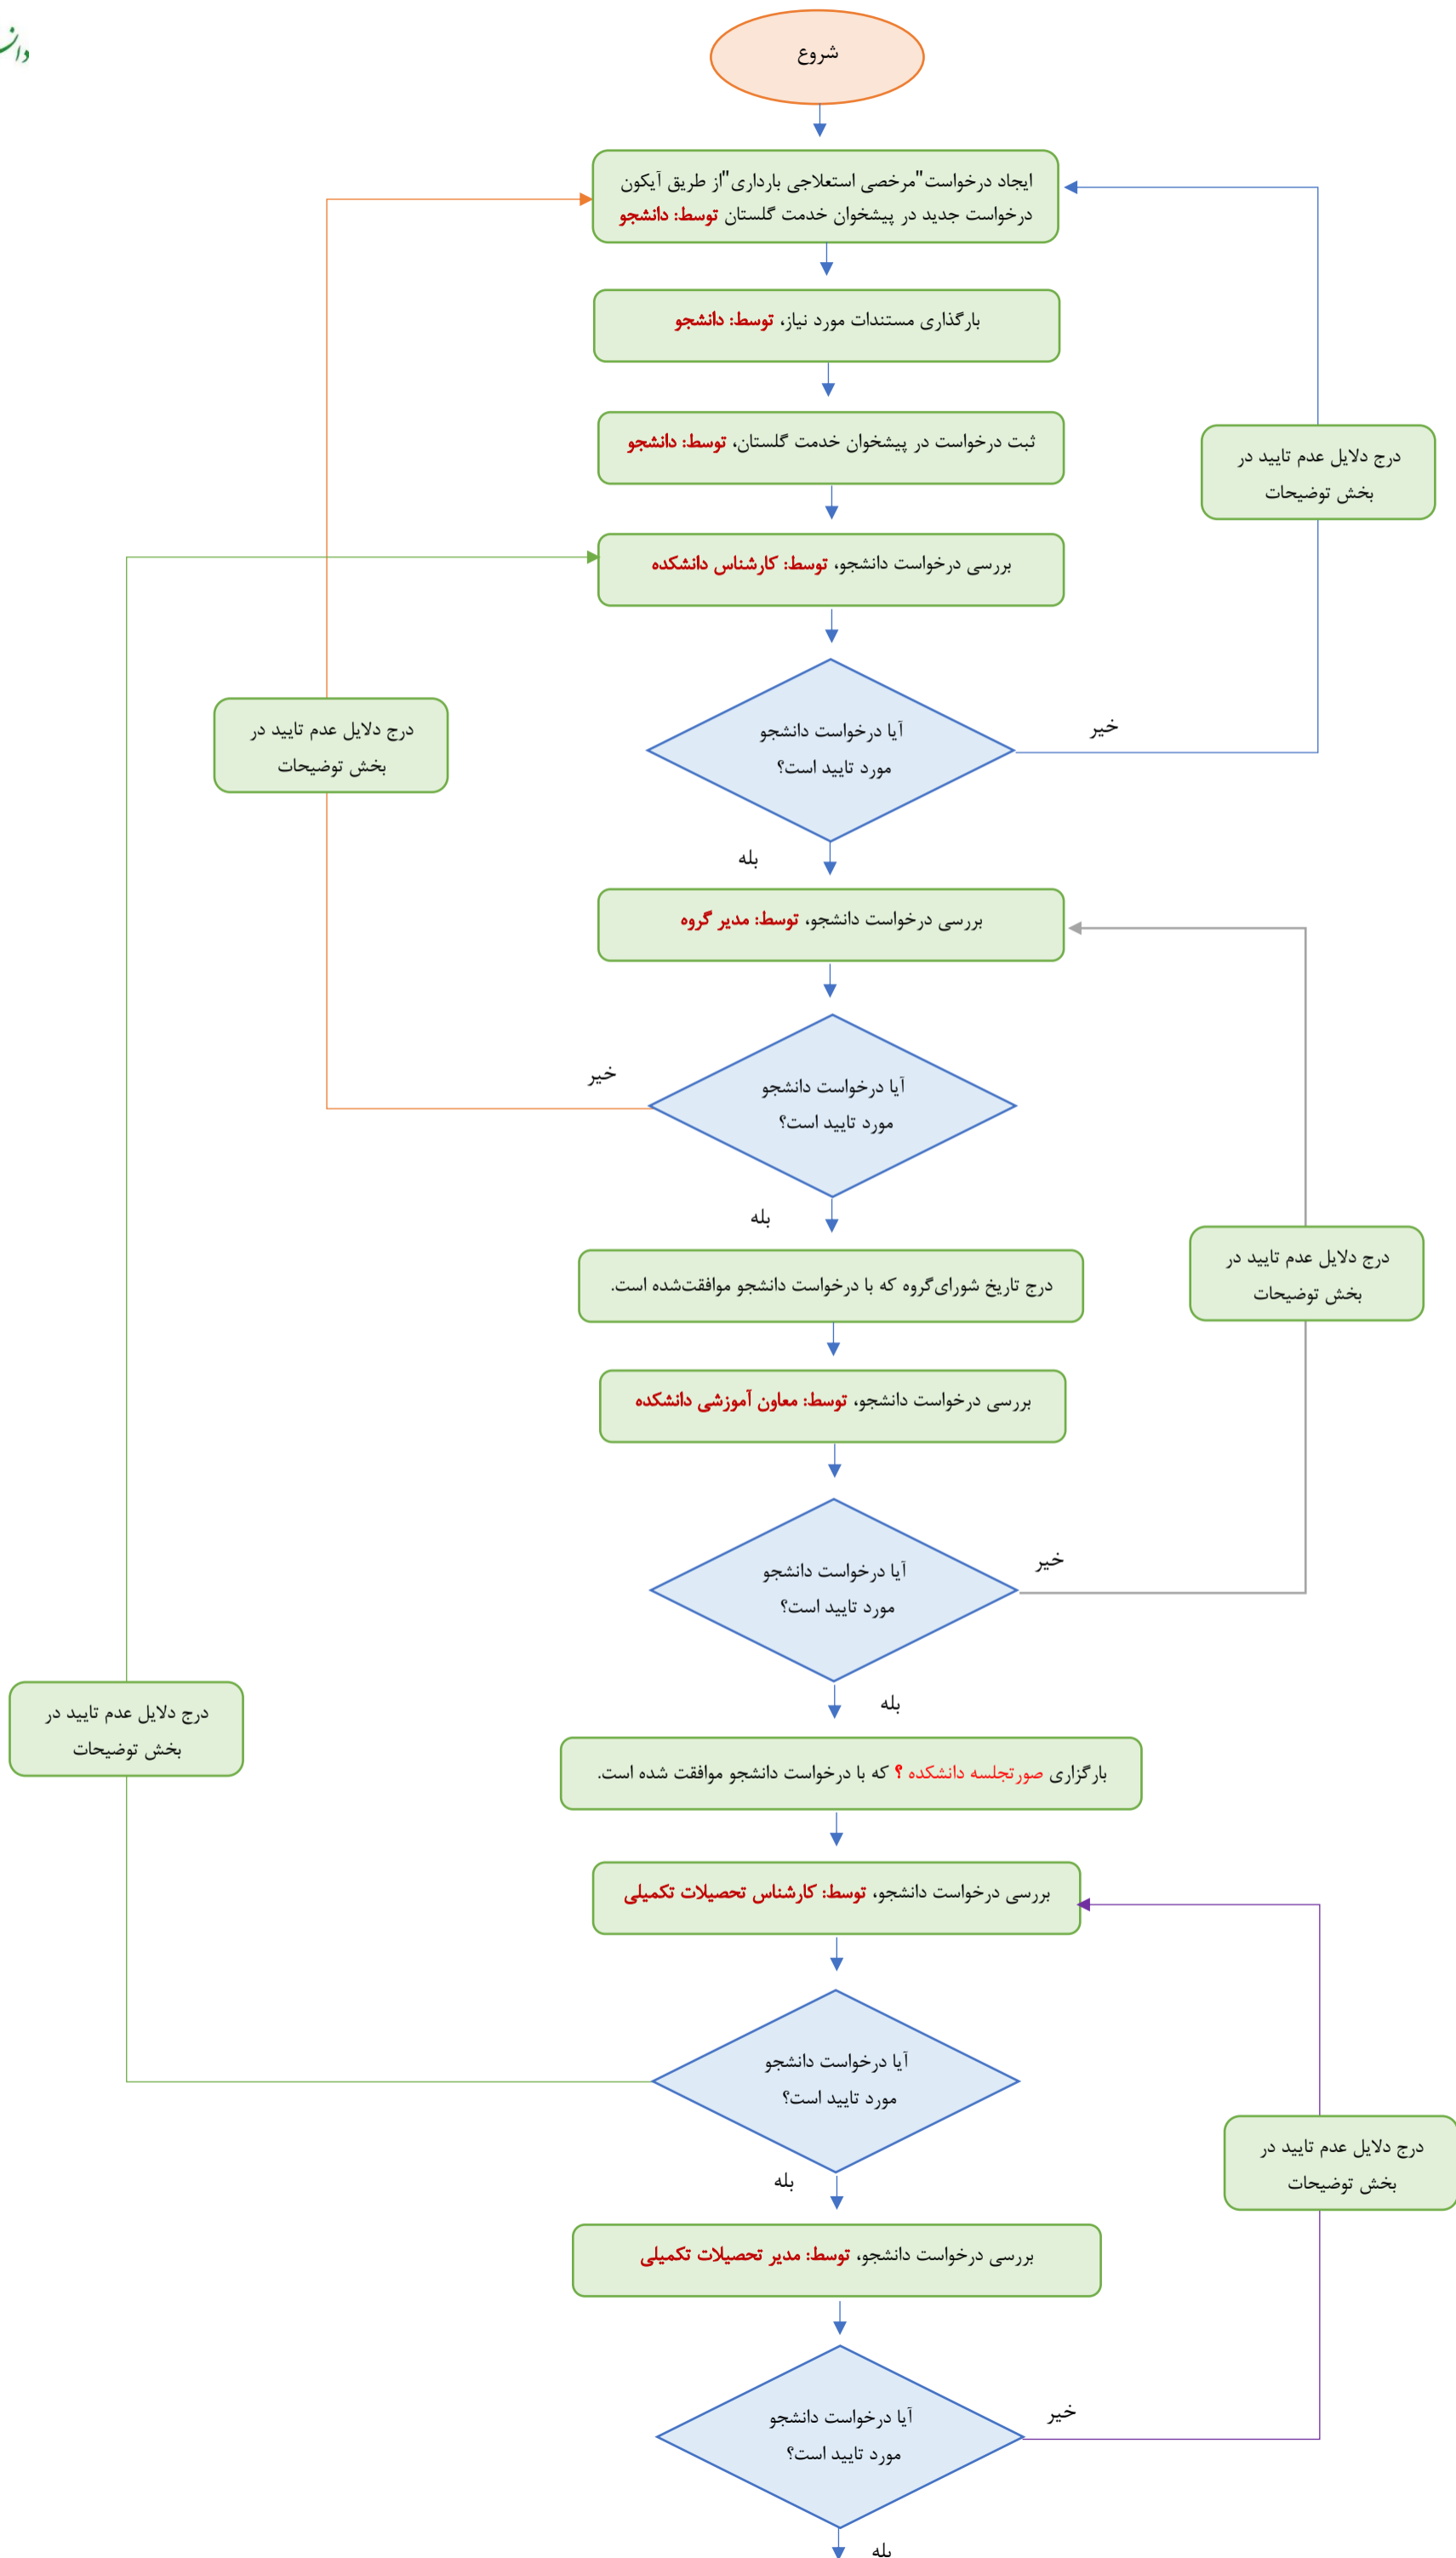 شروع
ایجاد درخواست"مرخصی استعلاجی بارداری"از طریق آیکون
درخواست جدید در پیشخوان خدمت گلستان توسط: دانشجو
بارگذاری مستندات مورد نیاز، توسط: دانشجو
ثبت درخواست در پیشخوان خدمت گلستان، توسط: دانشجو
درج دلایل عدم تایید در
بخش توضیحات
بررسی درخواست دانشجو، توسط: کارشناس دانشکده
آیا درخواست دانشجو
مورد تایید است؟
خیر
درج دلایل عدم تایید در
بخش توضیحات
بله
بررسی درخواست دانشجو، توسط: مدیر گروه
آیا درخواست دانشجو
مورد تایید است؟
خیر
بله
درج تاریخ شورای‌گروه که با درخواست دانشجو موافقت‌شده است.
درج دلایل عدم تایید در
بخش توضیحات
بررسی درخواست دانشجو، توسط: معاون آموزشی دانشکده
آیا درخواست دانشجو
مورد تایید است؟
خیر
بله
درج دلایل عدم تایید در
بخش توضیحات
بارگزاری صورتجلسه دانشکده ؟ که با درخواست دانشجو موافقت شده است.
بررسی درخواست دانشجو، توسط: کارشناس تحصیلات تکمیلی
آیا درخواست دانشجو
مورد تایید است؟
درج دلایل عدم تایید در
بخش توضیحات
بله
بررسی درخواست دانشجو، توسط: مدیر تحصیلات تکمیلی
آیا درخواست دانشجو
مورد تایید است؟
خیر
بله